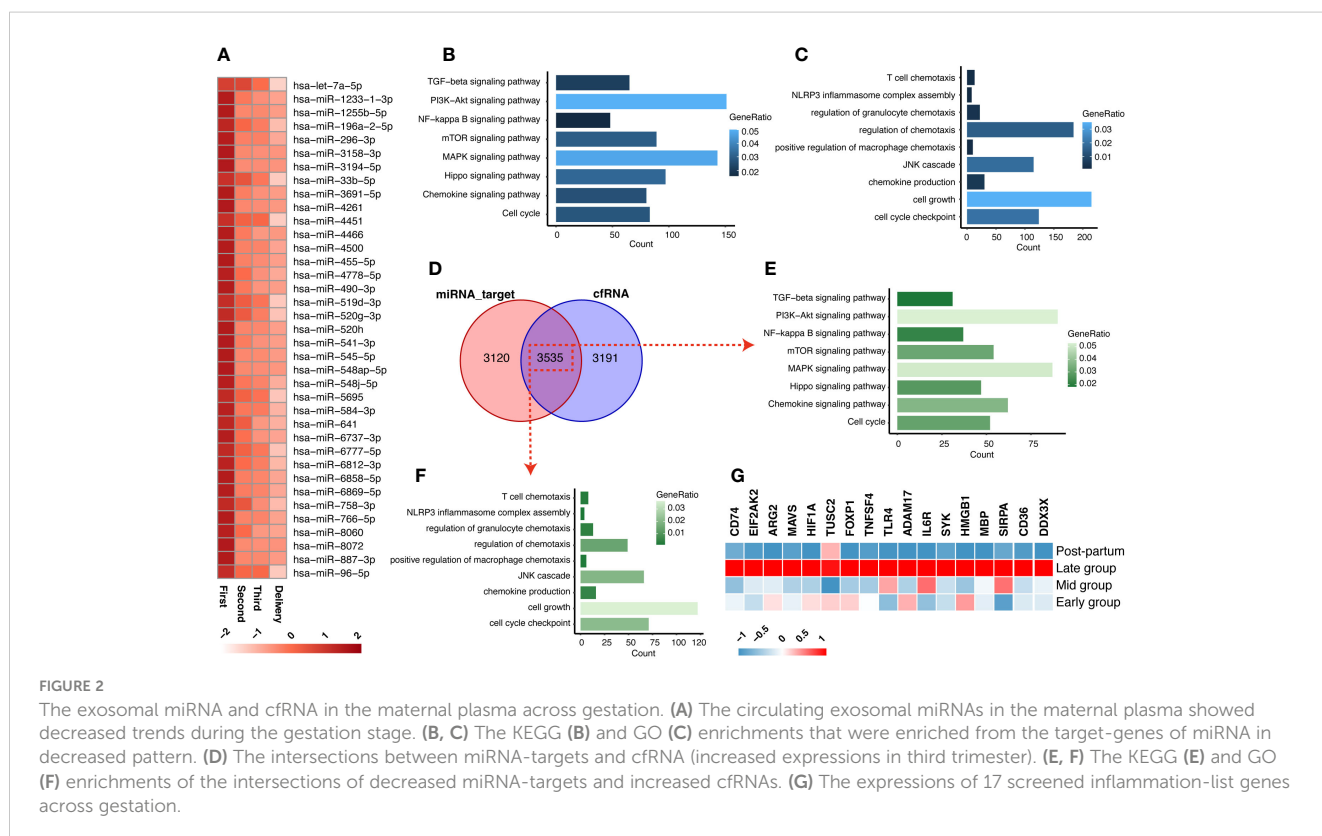 A
hsa-let-7a-5p
hsa-miR-1233-1-3p
hsa-miR-1255b-5p
hsa-miR-196a-2-5p
hsa-miR-296-3p
hsa-miR-3158-3p
hsa-miR-3194-5p
hsa-miR-33b-5p
hsa-miR-3691-5p
hsa-miR-4261
hsa-miR-4451
hsa-miR-4466
hsa-miR-4500
hsa-miR-455-5p
hsa-miR-4778-5p
hsa-miR-490-3p
hsa-miR-519d-3p
hsa-miR-520g-3p
hsa-miR-520h
hsa-miR-541-3p
hsa-miR-545-5p
hsa-miR-548ap-5p
hsa-miR-548j-5p
hsa-miR-5695
hsa-miR-584-3p
hsa-miR-641
hsa-miR-6737-3p
hsa-miR-6777-5p
hsa-miR-6812-3p
hsa-miR-6858-5p
hsa-miR-6869-5p
hsa-miR-758-3p
hsa-miR-766-5p
hsa-miR-8060
hsa-miR-8072
hsa-miR-887-3p
hsa-miR-96-5p
First Second Third Delivery
-2 -1 0 1 2
B
TGF-beta signaling pathway
PI3K-Akt signaling pathway
NF-kappa B signaling pathway
mTOR signaling pathway
MAPK signaling pathway
Hippo signaling pathway
Chemokine signaling pathway
Cell cycle
0 50 100 150
Count
GeneRatio
0.05
0.04
0.03
0.02
C
T cell chemotaxis
NLRP3 inflammasome complex assembly
regulation of granulocyte chemotaxis
regulation of chemotaxis
positive regulation of macrophage chemotaxis
JNK cascade
chemokine production
cell growth
cell cycle checkpoint
0 50 100 150 200
Count
GeneRatio
0.03
0.02
0.01
D
miRNA_target cfRNA
3120 3535 3191
E
TGF-beta signaling pathway
PI3K-Akt signaling pathway
NF-kappa B signaling pathway
mTOR signaling pathway
MAPK signaling pathway
Hippo signaling pathway
Chemokine signaling pathway
Cell cycle
0 25 50 75
Count
GeneRatio
0.05
0.04
0.03
0.02
F
T cell chemotaxis
NLRP3 inflammasome complex assembly
regulation of granulocyte chemotaxis
regulation of chemotaxis
positive regulation of macrophage chemotaxis
JNK cascade
chemokine production
cell growth
cell cycle checkpoint
0 30 60 90 120
Count
GeneRatio
0.03
0.02
0.01
G
CD74 EIF2AK2 ARG2 MAVS HIF1A TUSC2 FOXP1 TNFSF4 TLR4 ADAM17 IL6R SYK HMGB1 MBP SIRPA CD36 DDX3X
Post-partum
Late group
Mid group
Early group
-1 -0.5 0 0.5 1
FIGURE 2
The exosomal miRNA and cfRNA in the maternal plasma across gestation. (A) The circulating exosomal miRNAs in the maternal plasma showed
decreased trends during the gestation stage. (B, C) The KEGG (B) and GO (C) enrichments that were enriched from the target-genes of miRNA in
decreased pattern. (D) The intersections between miRNA-targets and cfRNA (increased expressions in third trimester). (E, F) The KEGG (E) and GO
(F) enrichments of the intersections of decreased miRNA-targets and increased cfRNAs. (G) The expressions of 17 screened inflammation-list genes
across gestation.